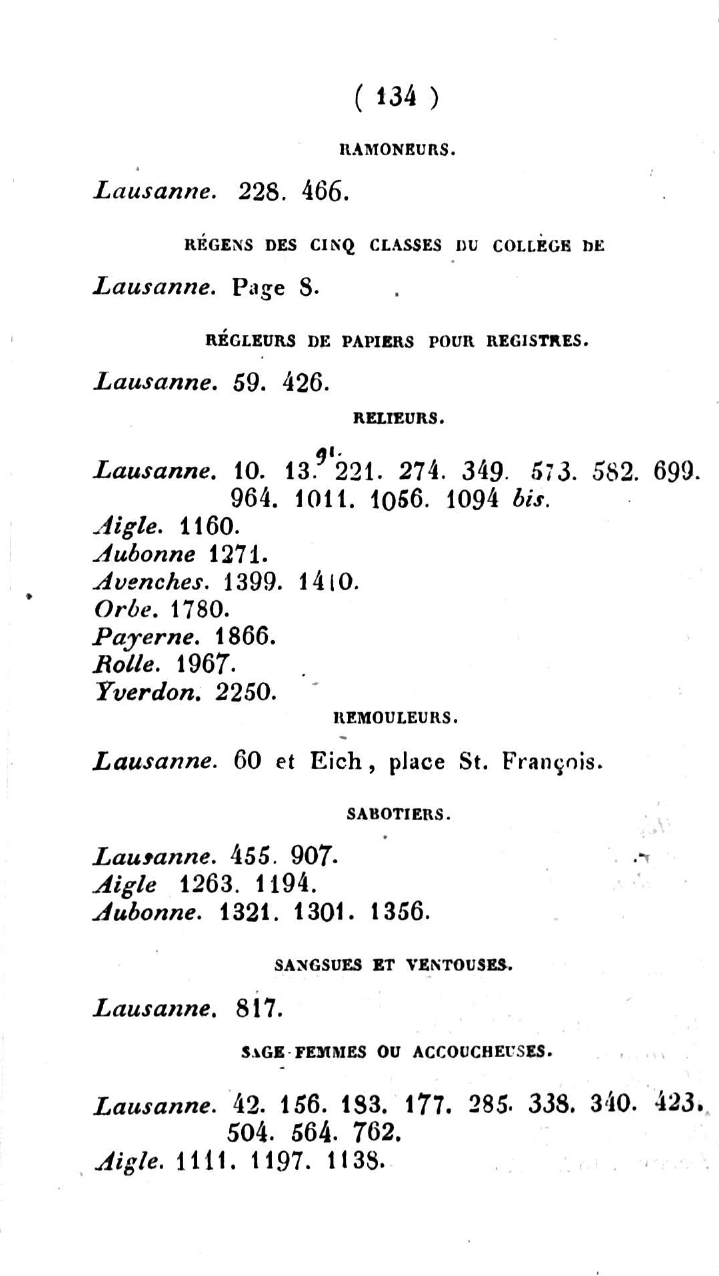 ( 134 )
RAMONEURS.
Lausanne. 228. 466.
RÉGENS DES CINQ CLASSES DU COLLÈGE DE
Lausanne. Page 8.
RÉGLEURS DE PAPIERS POUR REGISTRES.
Lausanne. 59. 426.
RELIEURS.
91.
Lausanne. 10. 13. 221. 274. 349. 573. 582. 699.
964. 1011. 1056. 1094 bis.
Aigle. 1160.
Aubonne 1271.
Avenches. 1399. 1410.
Orbe. 1780.
Payerne. 1866.
Rolle. 1967.
Yverdon. 2250.
REMOULEURS.
Lausanne. 60 et Eich, place St. François.
SABOTIERS.
Lausanne. 455. 907.
Aigle 1263. 1194.
Aubonne. 1321. 1301. 1356.
SANGSUES ET VENTOUSES.
Lausanne. 817.
SAGE-FEMMES OU ACCOUCHEUSES.
Lausanne. 42. 156. 183. 177. 285. 338. 340. 423.
504. 564. 762.
Aigle. 1111. 1197. 1138.